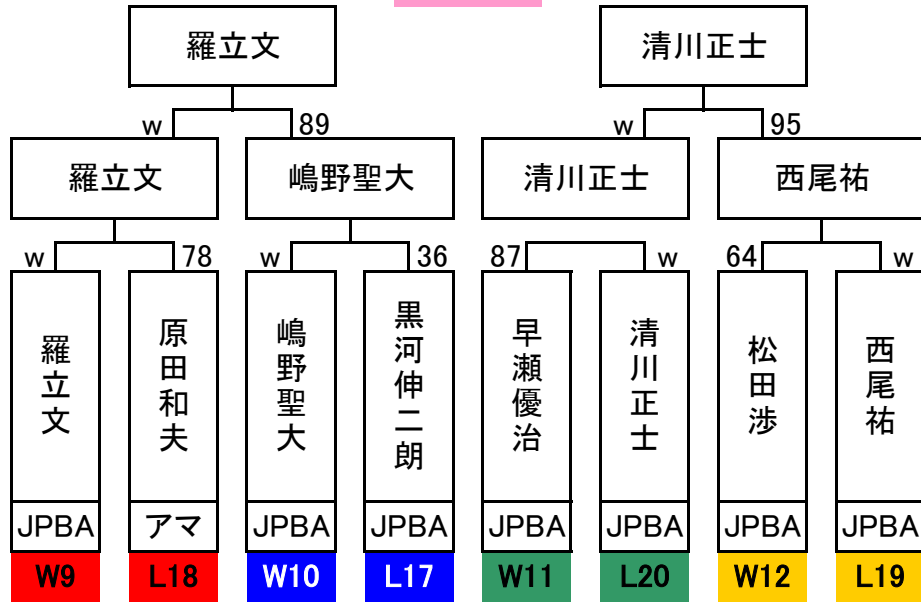 羅立文
清川正士
w
89
w
95
羅立文
嶋野聖大
清川正士
西尾祐
w
78
w
36
87
w
64
w
羅立文
原田和夫
嶋野聖大
黒河伸二朗
早瀬優治
清川正士
松田渉
西尾祐
JPBA
アマ
JPBA
JPBA
JPBA
JPBA
JPBA
JPBA
W9
L18
W10
L17
W11
L20
W12
L19